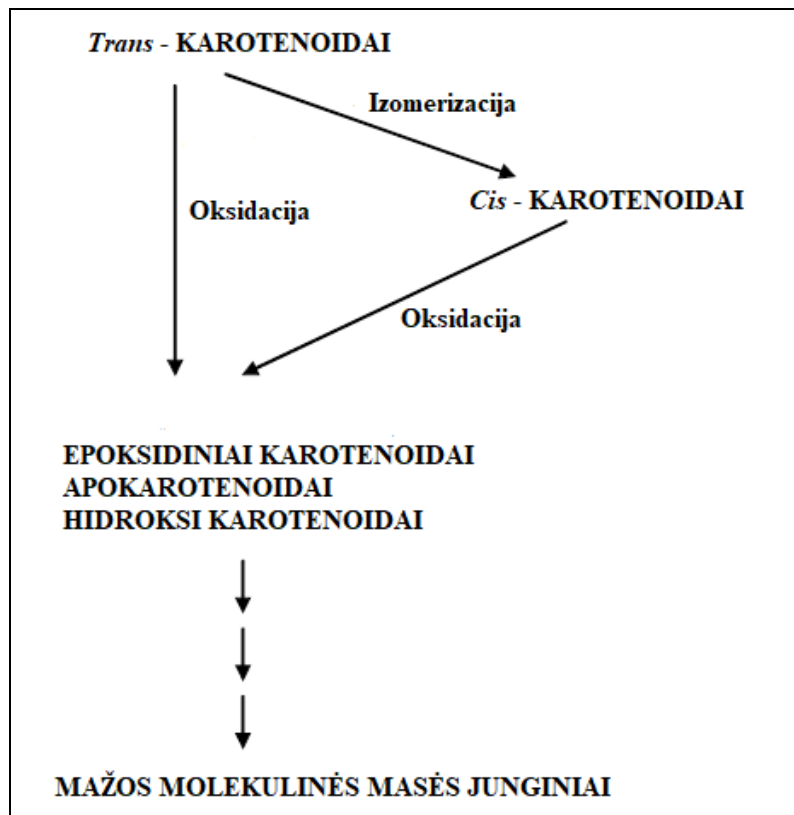 Trans - KAROTENOIDAI
Izomerizacija
Cis - KAROTENOIDAI
Oksidacija
Oksidacija
EPOKSIDINIAI KAROTENOIDAI
APOKAROTENOIDAI
HIDROKSI KAROTENOIDAI
MAŽOS MOLEKULINĖS MASĖS JUNGINIAI